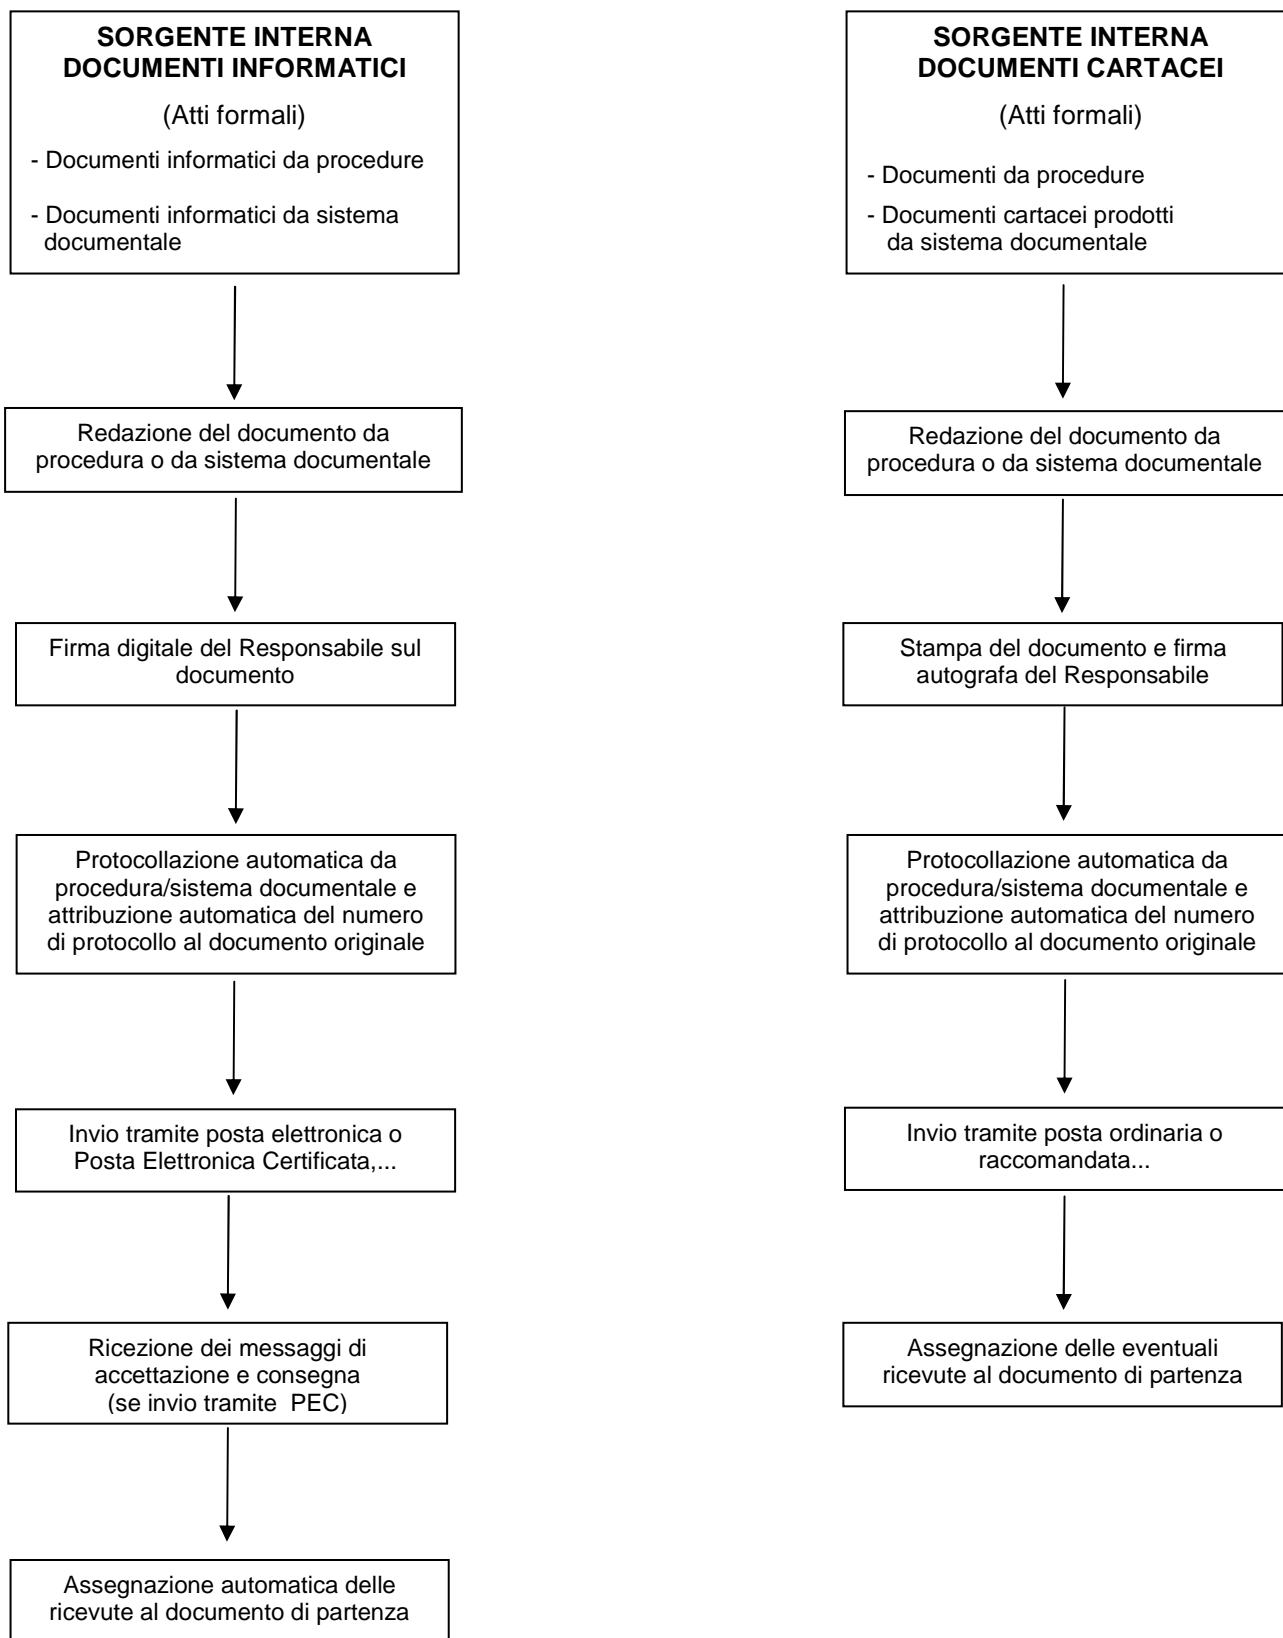 SORGENTE INTERNA
DOCUMENTI INFORMATICI
(Atti formali)
- Documenti informatici da procedure
- Documenti informatici da sistema
documentale
Redazione del documento da
procedura o da sistema documentale
Firma digitale del Responsabile sul
documento
Protocollazione automatica da
procedura/sistema documentale e
attribuzione automatica del numero
di protocollo al documento originale
Invio tramite posta elettronica o
Posta Elettronica Certificata,...
Ricezione dei messaggi di
accettazione e consegna
(se invio tramite PEC)
Assegnazione automatica delle
ricevute al documento di partenza
SORGENTE INTERNA
DOCUMENTI CARTACEI
(Atti formali)
- Documenti da procedure
- Documenti cartacei prodotti
da sistema documentale
Redazione del documento da
procedura o da sistema documentale
Stampa del documento e firma
autografa del Responsabile
Protocollazione automatica da
procedura/sistema documentale e
attribuzione automatica del numero
di protocollo al documento originale
Invio tramite posta ordinaria o
raccomandata...
Assegnazione delle eventuali
ricevute al documento di partenza